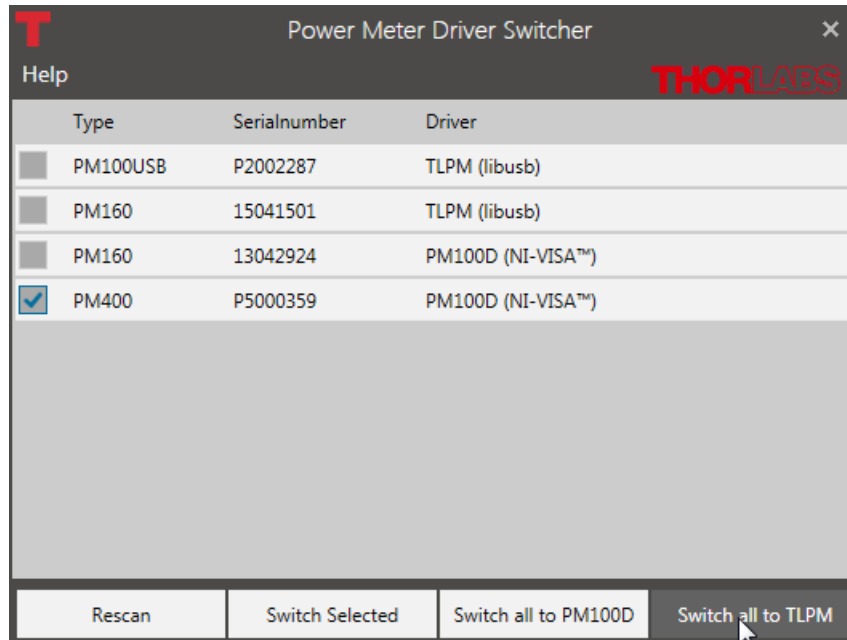 T Power Meter Driver Switcher ×
Help THORLABS
Type Serialnumber Driver
PM100USB P2002287 TLPM (libusb)
PM160 15041501 TLPM (libusb)
PM160 13042924 PM100D (NI-VISA™)
PM400 P5000359 PM100D (NI-VISA™)
Rescan Switch Selected Switch all to PM100D Switch all to TLPM